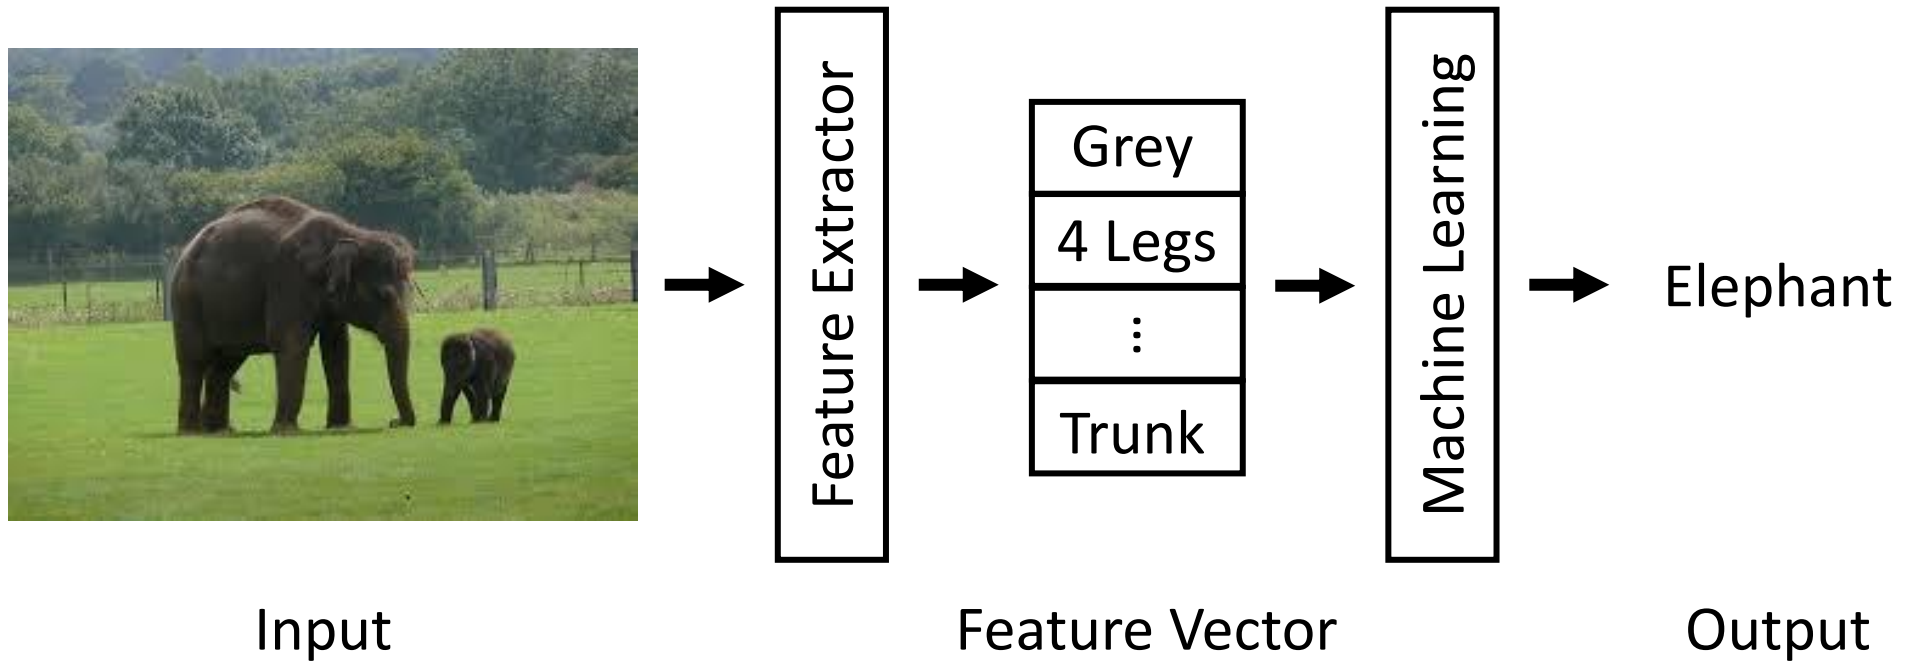 Feature Extractor
Grey
4 Legs
⋮
Trunk
Machine Learning
Elephant
Input
Feature Vector
Output